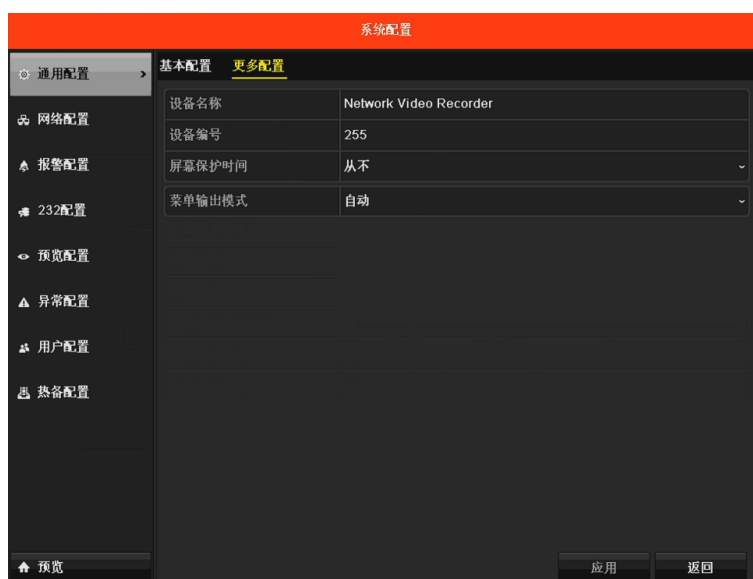 系统配置
通用配置
基本配置 更多配置
设备名称 Network Video Recorder
网络配置
设备编号 255
报警配置
屏幕保护时间 从不
232配置
菜单输出模式 自动
预览配置
异常配置
用户配置
热备配置
预览
应用 返回